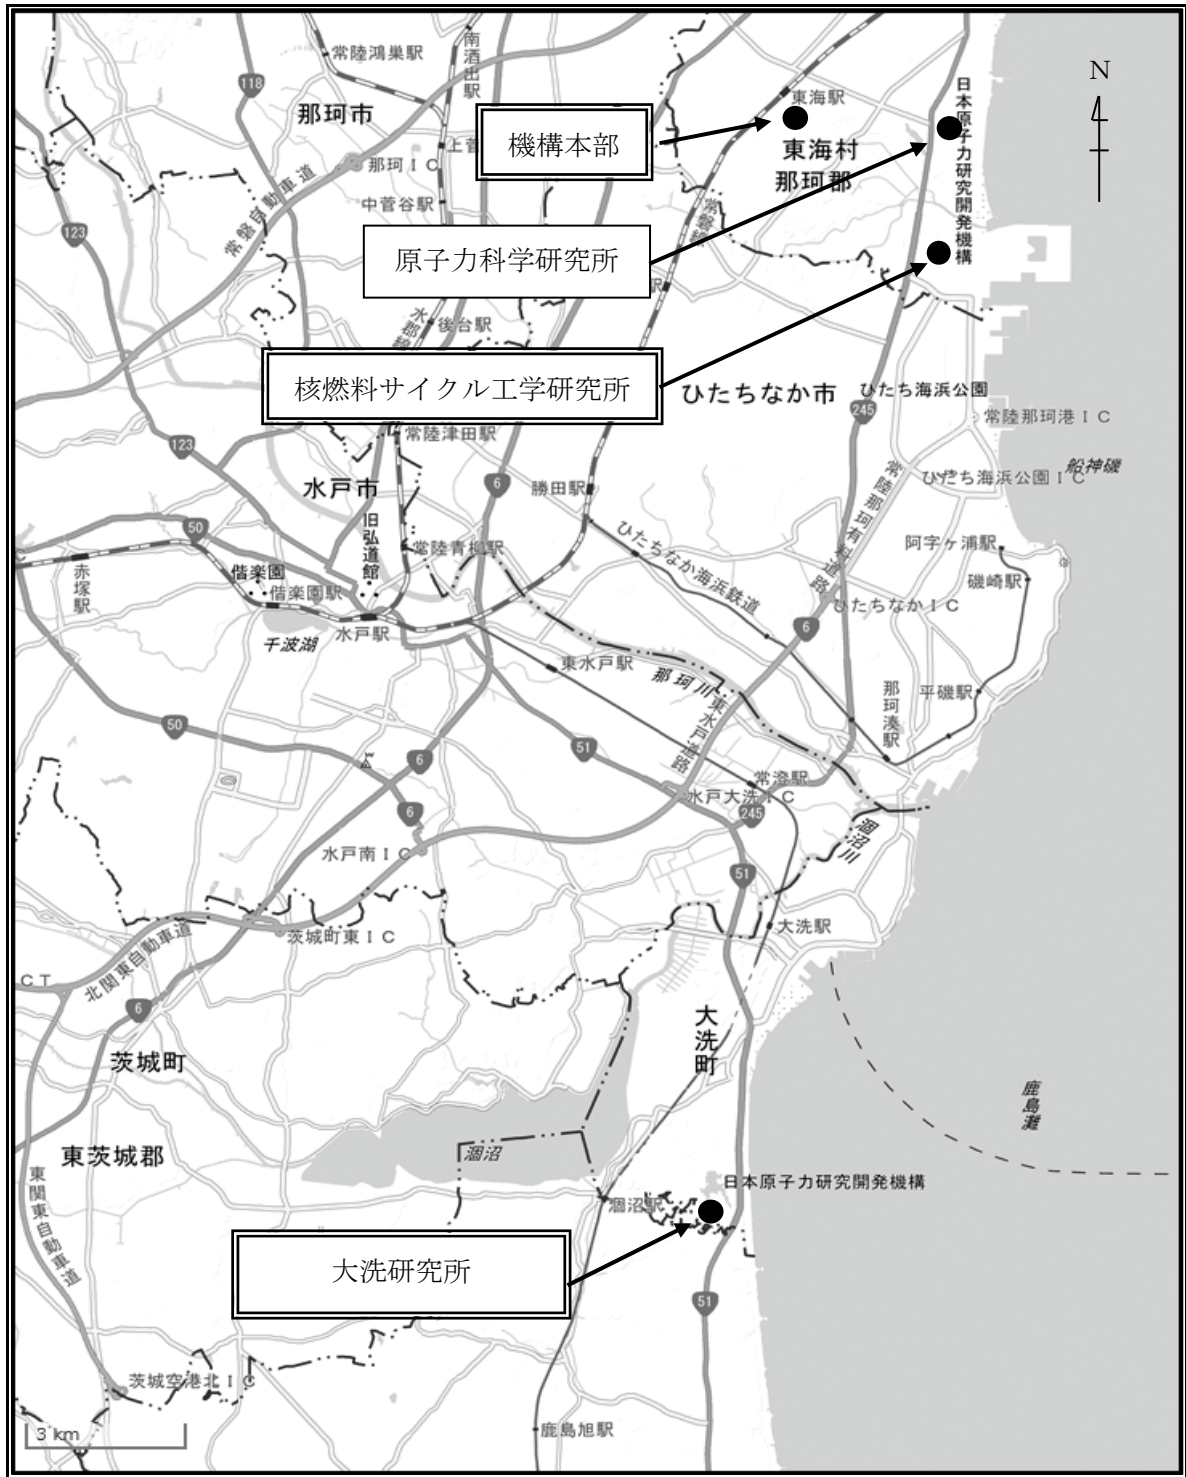 常陸鴻巣駅
南酒出駅
118
那珂市
東海駅
N
日本原子力研究開発機構
機構本部
東海村
那珂郡
上菅
那珂IC
常磐自動車道
中菅谷駅
常磐線
123
原子力科学研究所
駅
水郡線
後台駅
核燃料サイクル工学研究所
ひたちなか市
ひたち海浜公園
245
常陸那珂港IC
常陸津田駅
123
船神磯
ひたち海浜公園IC
水戸市
6
勝田駅
常陸那珂有料道路
50
旧弘道館
常陸青柳駅
ひたちなか海浜鉄道
阿字ヶ浦駅
C
赤塚駅
偕楽園
偕楽園駅
磯崎駅
ひたちなかIC
水戸駅
6
千波湖
東水戸駅
那珂川
那珂湊駅
平磯駅
東水戸道路
50
51
6
常澄駅
水戸大洗IC
6
245
涸沼川
水戸南IC
51
茨城町東IC
大洗駅
北関東自動車道
CT
6
大洗町
茨城町
鹿島灘
東茨城郡
涸沼
東関東自動車道
日本原子力研究開発機構
涸沼駅
大洗研究所
51
茨城空港北IC
鹿島旭駅
3 km